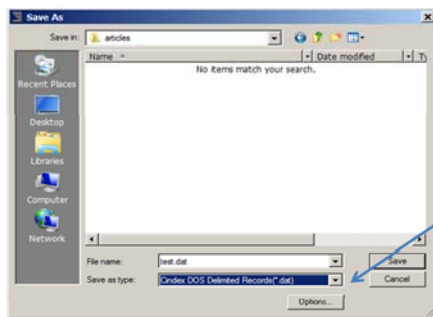 Save As
Save in: articles
Name Date modified
No items match your search.
Recent Places
Desktop
Libraries
Computer
Network
File name: test.dat Save
Save as type: Cindex DOS Delimited Records(*.dat) Cancel
Options...